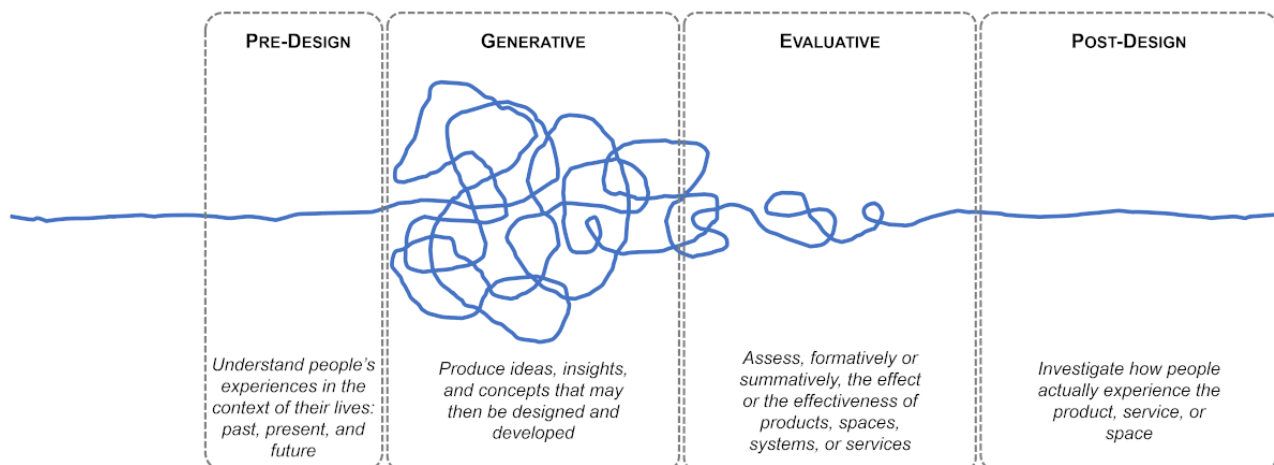 PRE-DESIGN
Understand people's
experiences in the
context of their lives:
past, present, and
future
GENERATIVE
Produce ideas, insights,
and concepts that may
then be designed and
developed
EVALUATIVE
Assess, formatively or
summatively, the effect
or the effectiveness of
products, spaces,
systems, or services
POST-DESIGN
Investigate how people
actually experience the
product, service, or
space